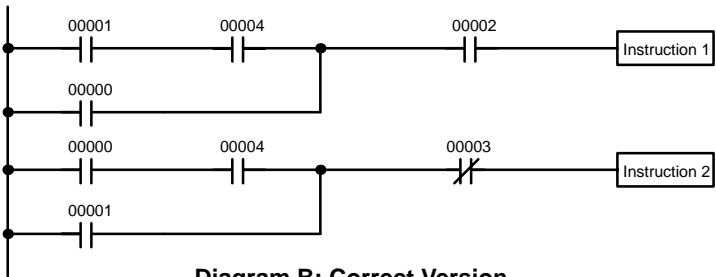 00001 00004 00002
Instruction 1
00000
00000 00004 00003
Instruction 2
00001
Diagram B: Correct Version